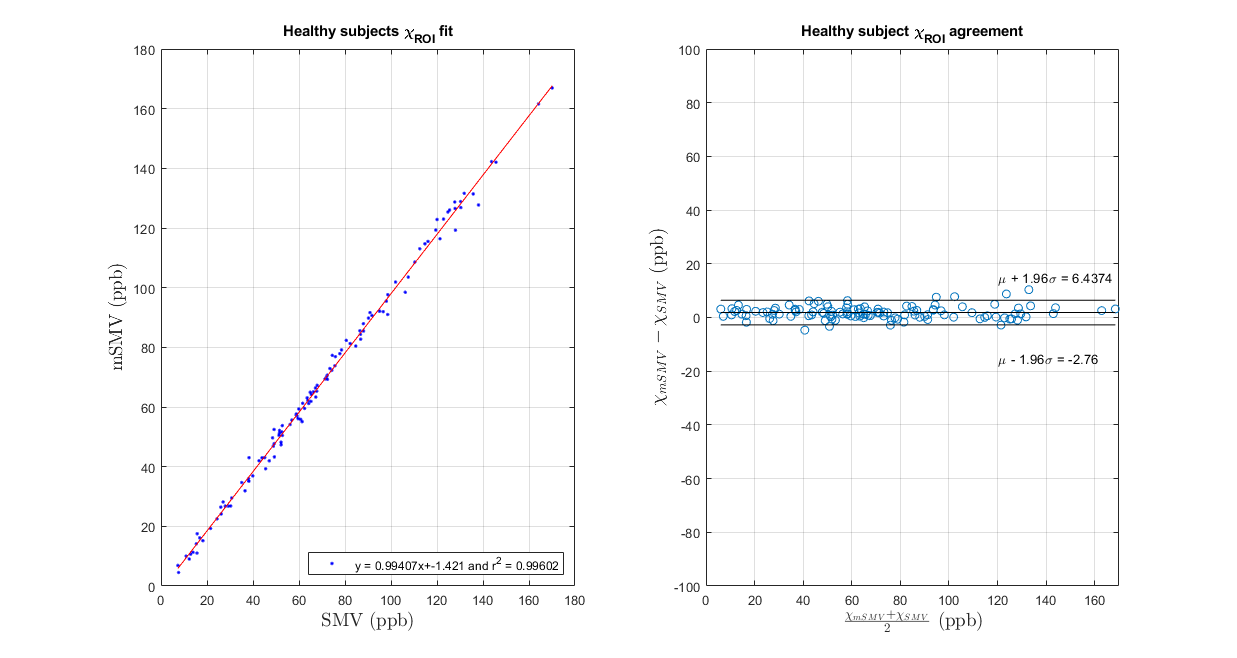 Healthy subjects χROI fit
180
160
140
120
100
80
60
40
20
0
mSMV (ppb)
y = 0.99407x+-1.421 and r2 = 0.99602
0 20 40 60 80 100 120 140 160 180
SMV (ppb)
Healthy subject χROI agreement
100
80
60
40
20
0
-20
-40
-60
-80
-100
χmSMV − χSMV (ppb)
μ + 1.96σ = 6.4374
μ - 1.96σ = -2.76
0 20 40 60 80 100 120 140 160
χmSMV+χSMV
2 (ppb)